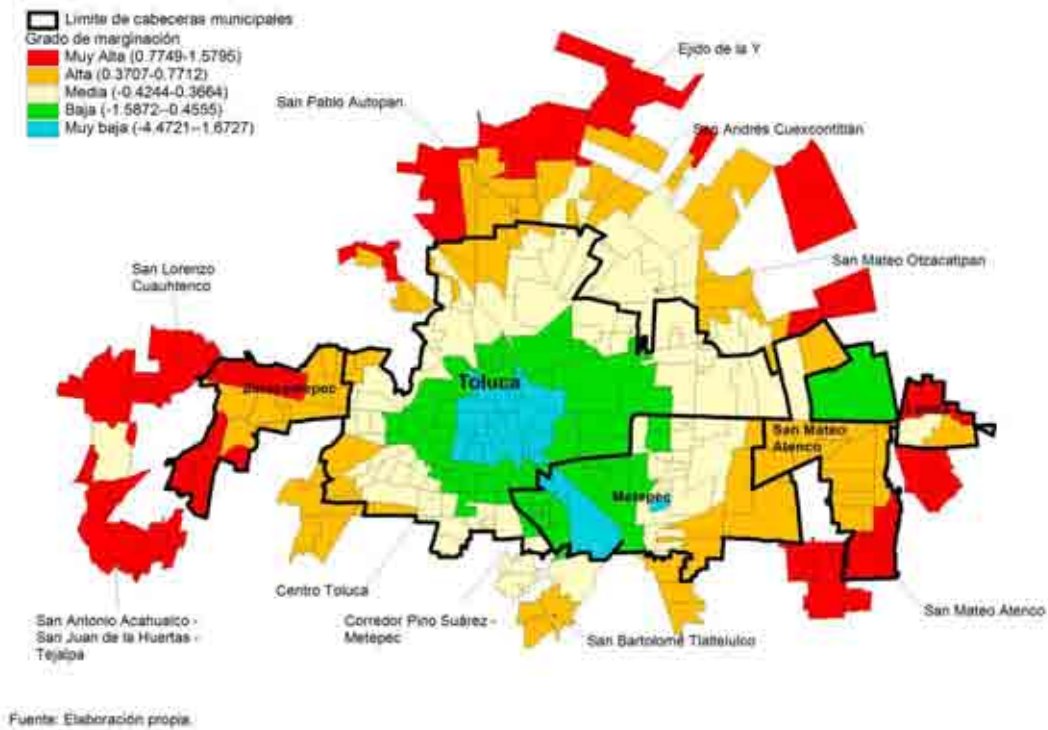 Limite de cabeceras municipales
Grado de marginación
Muy Alta (0.7749-1.5795)
Alta (0.3707-0.7712)
Media (-0.4244-0.3664)
Baja (-1.5872--0.4555)
Muy baja (-4.4721--1.6727)
Ejido de la Y
San Pablo Autopan
San Andrés Cuexcontitlán
San Lorenzo
Cuauhtenco
San Mateo Otzacatipan
Toluca
San Mateo
Atenco
Metepec
Centro Toluca
Corredor Pino Suárez -
Metepec
San Bartolomé Tlaltelulco
San Mateo Atenco
San Antonio Acahualco -
San Juan de la Huertas -
Tejalpa
Fuente: Elaboración propia.